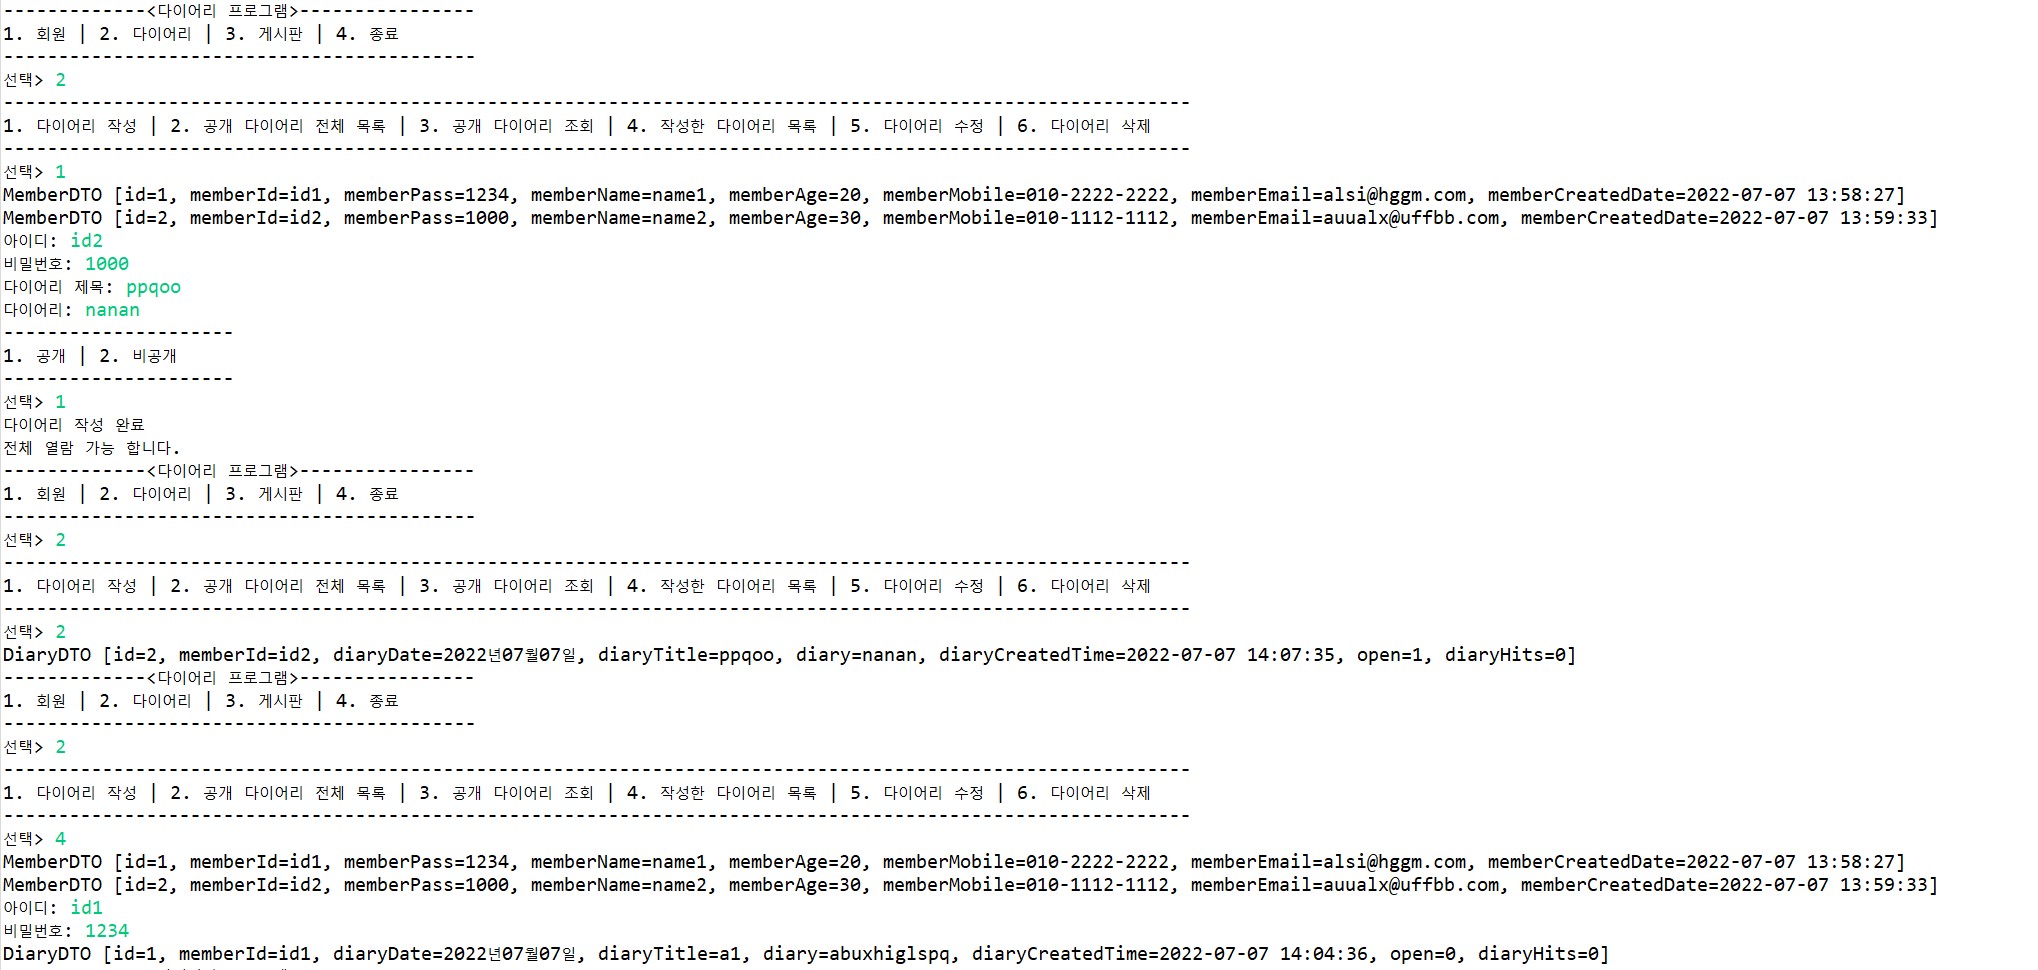 -------------<다이어리 프로그램>----------------
1. 회원 | 2. 다이어리 | 3. 게시판 | 4. 종료
-------------------------------------------
선택> 2
------------------------------------------------------------------------------------------------------------
1. 다이어리 작성 | 2. 공개 다이어리 전체 목록 | 3. 공개 다이어리 조회 | 4. 작성한 다이어리 목록 | 5. 다이어리 수정 | 6. 다이어리 삭제
------------------------------------------------------------------------------------------------------------
선택> 1
MemberDTO [id=1, memberId=id1, memberPass=1234, memberName=name1, memberAge=20, memberMobile=010-2222-2222, memberEmail=alsi@hggm.com, memberCreatedDate=2022-07-07 13:58:27]
MemberDTO [id=2, memberId=id2, memberPass=1000, memberName=name2, memberAge=30, memberMobile=010-1112-1112, memberEmail=auualx@uffbb.com, memberCreatedDate=2022-07-07 13:59:33]
아이디: id2
비밀번호: 1000
다이어리 제목: ppqoo
다이어리: nanan
---------------------
1. 공개 | 2. 비공개
---------------------
선택> 1
다이어리 작성 완료
전체 열람 가능 합니다.
-------------<다이어리 프로그램>----------------
1. 회원 | 2. 다이어리 | 3. 게시판 | 4. 종료
-------------------------------------------
선택> 2
------------------------------------------------------------------------------------------------------------
1. 다이어리 작성 | 2. 공개 다이어리 전체 목록 | 3. 공개 다이어리 조회 | 4. 작성한 다이어리 목록 | 5. 다이어리 수정 | 6. 다이어리 삭제
------------------------------------------------------------------------------------------------------------
선택> 2
DiaryDTO [id=2, memberId=id2, diaryDate=2022년07월07일, diaryTitle=ppqoo, diary=nanan, diaryCreatedTime=2022-07-07 14:07:35, open=1, diaryHits=0]
-------------<다이어리 프로그램>----------------
1. 회원 | 2. 다이어리 | 3. 게시판 | 4. 종료
-------------------------------------------
선택> 2
------------------------------------------------------------------------------------------------------------
1. 다이어리 작성 | 2. 공개 다이어리 전체 목록 | 3. 공개 다이어리 조회 | 4. 작성한 다이어리 목록 | 5. 다이어리 수정 | 6. 다이어리 삭제
------------------------------------------------------------------------------------------------------------
선택> 4
MemberDTO [id=1, memberId=id1, memberPass=1234, memberName=name1, memberAge=20, memberMobile=010-2222-2222, memberEmail=alsi@hggm.com, memberCreatedDate=2022-07-07 13:58:27]
MemberDTO [id=2, memberId=id2, memberPass=1000, memberName=name2, memberAge=30, memberMobile=010-1112-1112, memberEmail=auualx@uffbb.com, memberCreatedDate=2022-07-07 13:59:33]
아이디: id1
비밀번호: 1234
DiaryDTO [id=1, memberId=id1, diaryDate=2022년07월07일, diaryTitle=a1, diary=abuxhiglspq, diaryCreatedTime=2022-07-07 14:04:36, open=0, diaryHits=0]